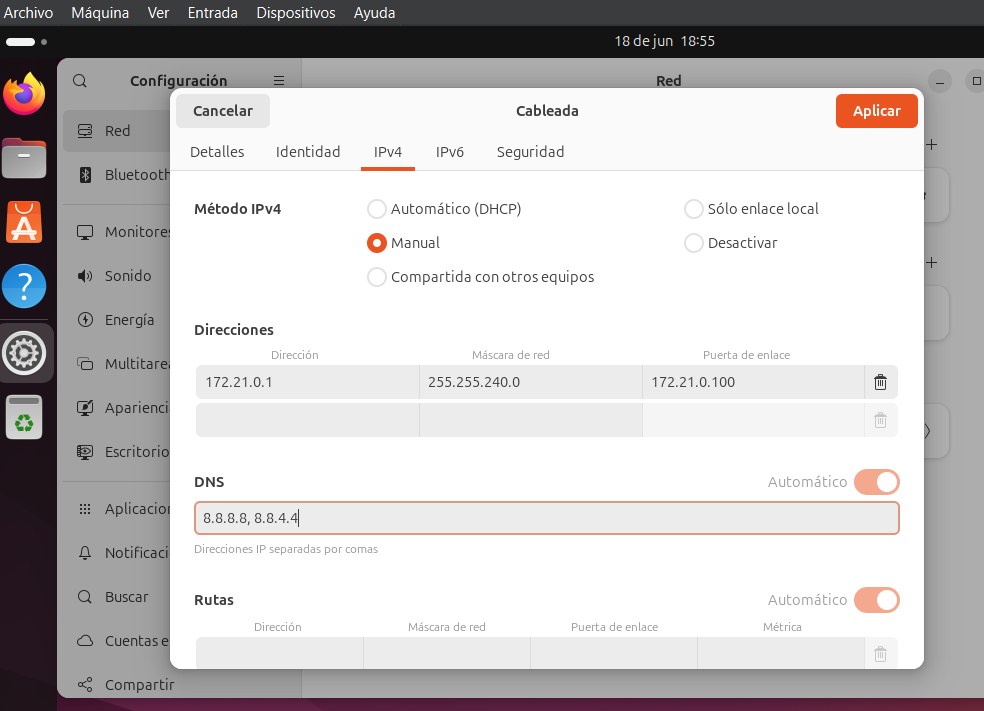 Archivo Máquina Ver Entrada Dispositivos Ayuda
18 de jun 18:55
Configuración
Red
Cancelar
Cableada
Aplicar
Detalles Identidad IPv4 IPv6 Seguridad
Red
Bluetooth
Monitores
Sonido
Energía
Multitarea
Aparienci
Escritorio
Aplicacion
Notificaci
Buscar
Cuentas e
Compartir
Método IPv4
Automático (DHCP)
Sólo enlace local
Manual
Desactivar
Compartida con otros equipos
Direcciones
Dirección Máscara de red Puerta de enlace
172.21.0.1 255.255.240.0 172.21.0.100
DNS
Automático
8.8.8.8, 8.8.4.4
Direcciones IP separadas por comas
Rutas
Automático
Dirección Máscara de red Puerta de enlace Métrica